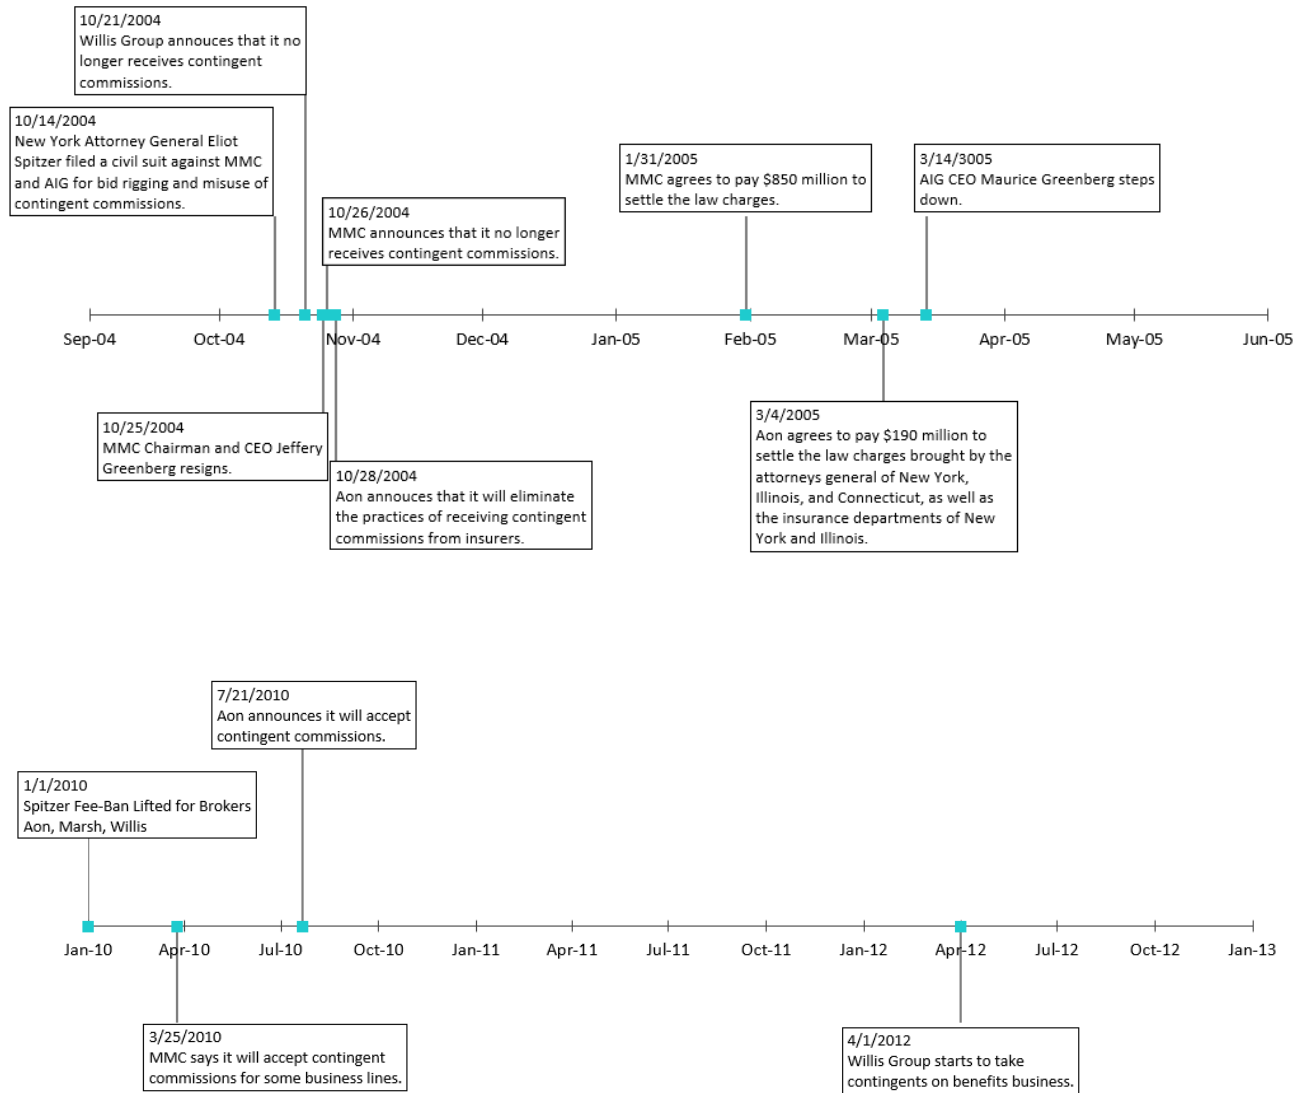 10/21/2004
Willis Group annouces that it no
longer receives contingent
commissions.
10/14/2004
New York Attorney General Eliot
Spitzer filed a civil suit against MMC
and AIG for bid rigging and misuse of
contingent commissions.
10/26/2004
MMC announces that it no longer
receives contingent commissions.
1/31/2005
MMC agrees to pay $850 million to
settle the law charges.
3/14/3005
AIG CEO Maurice Greenberg steps
down.
Sep-04 Oct-04 Nov-04 Dec-04 Jan-05 Feb-05 Mar-05 Apr-05 May-05 Jun-05
10/25/2004
MMC Chairman and CEO Jeffery
Greenberg resigns.
10/28/2004
Aon annouces that it will eliminate
the practices of receiving contingent
commissions from insurers.
3/4/2005
Aon agrees to pay $190 million to
settle the law charges brought by the
attorneys general of New York,
Illinois, and Connecticut, as well as
the insurance departments of New
York and Illinois.
7/21/2010
Aon announces it will accept
contingent commissions.
1/1/2010
Spitzer Fee-Ban Lifted for Brokers
Aon, Marsh, Willis
Jan-10 Apr-10 Jul-10 Oct-10 Jan-11 Apr-11 Jul-11 Oct-11 Jan-12 Apr-12 Jul-12 Oct-12 Jan-13
3/25/2010
MMC says it will accept contingent
commissions for some business lines.
4/1/2012
Willis Group starts to take
contingents on benefits business.